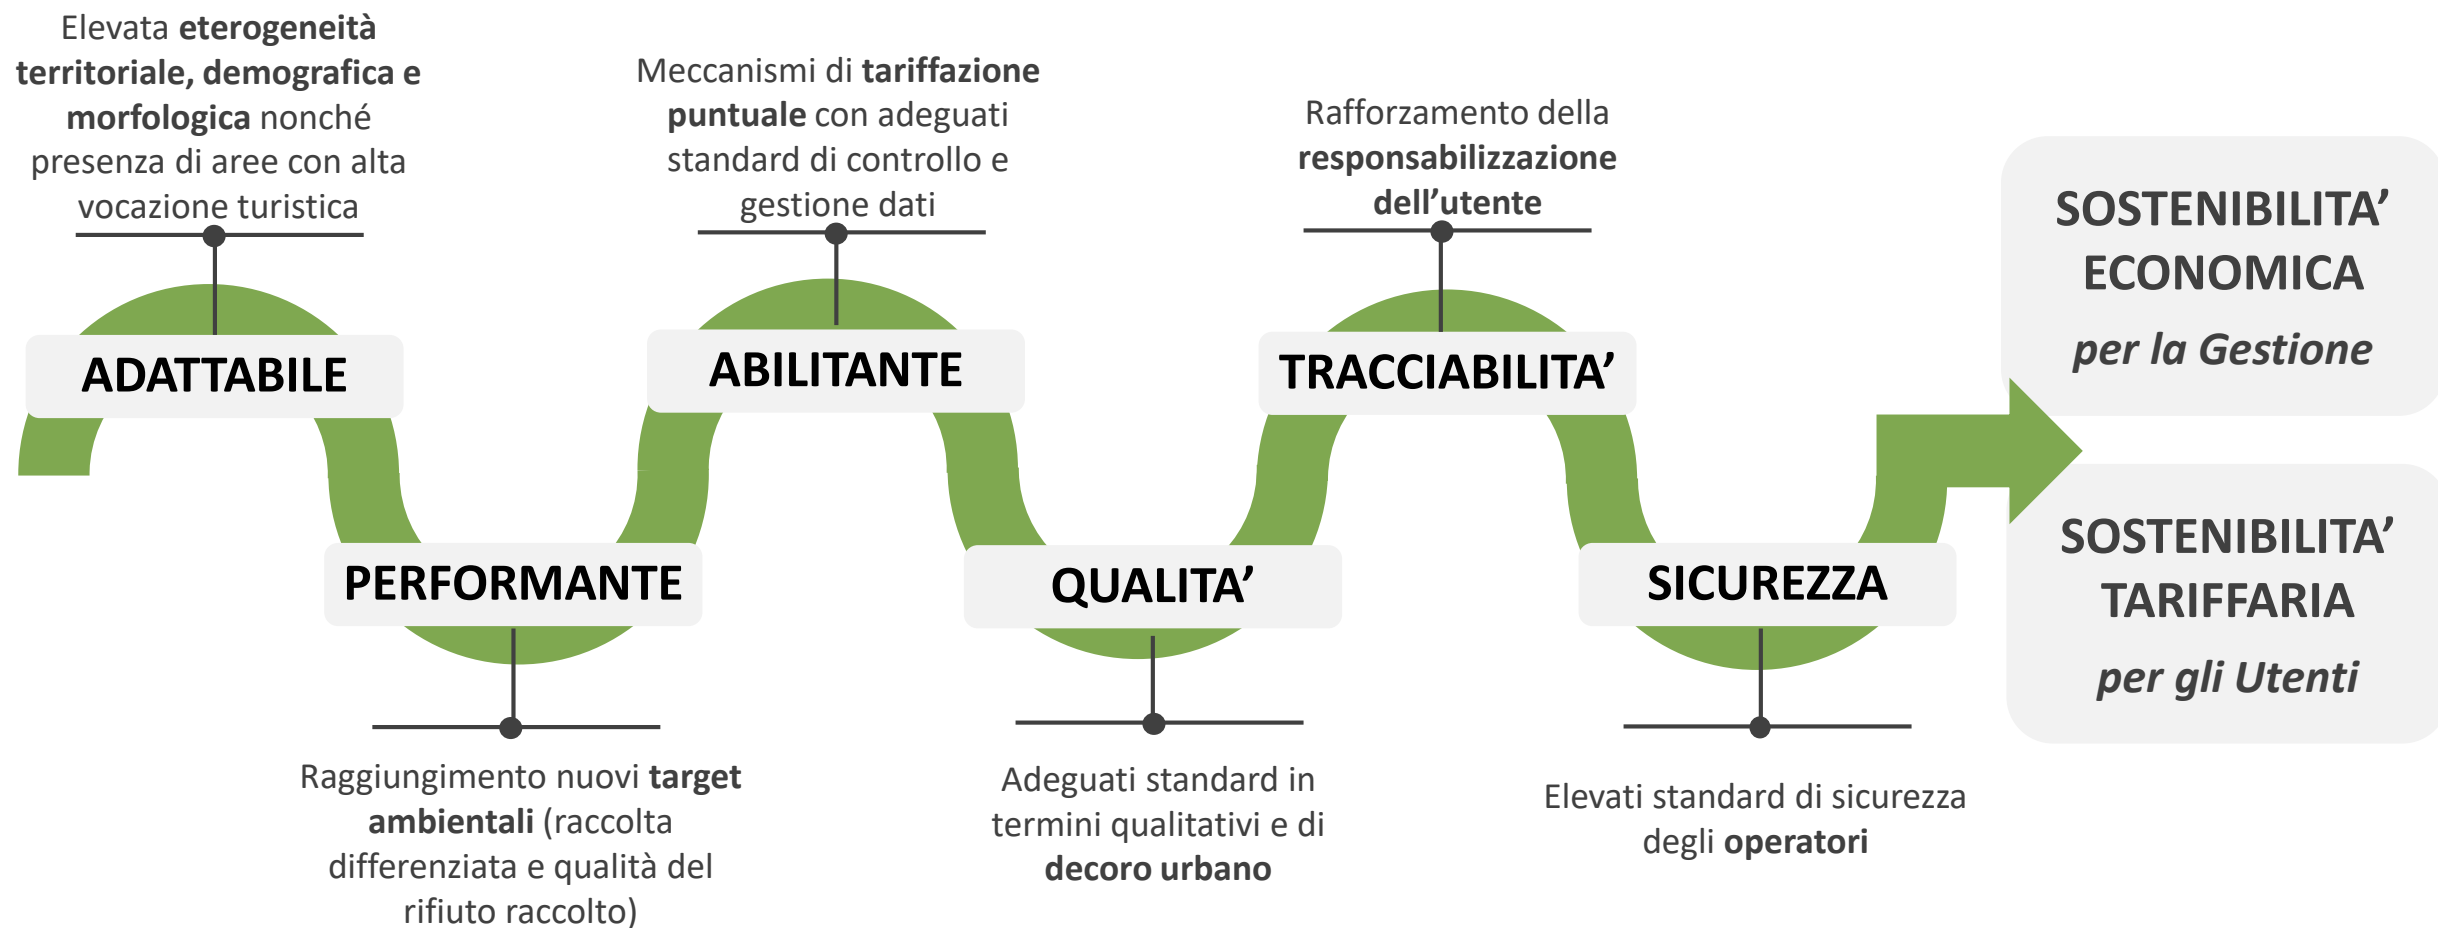 Elevata eterogeneità
territoriale, demografica e
morfologica nonché
presenza di aree con alta
vocazione turistica
ADATTABILE
PERFORMANTE
Raggiungimento nuovi target
ambientali (raccolta
differenziata e qualità del
rifiuto raccolto)
Meccanismi di tariffazione
puntuale con adeguati
standard di controllo e
gestione dati
ABILITANTE
QUALITA’
Adeguati standard in
termini qualitativi e di
decoro urbano
Rafforzamento della
responsabilizzazione
dell’utente
TRACCIABILITA’
SICUREZZA
Elevati standard di sicurezza
degli operatori
SOSTENIBILITA’
ECONOMICA
per la Gestione
SOSTENIBILITA’
TARIFFARIA
per gli Utenti